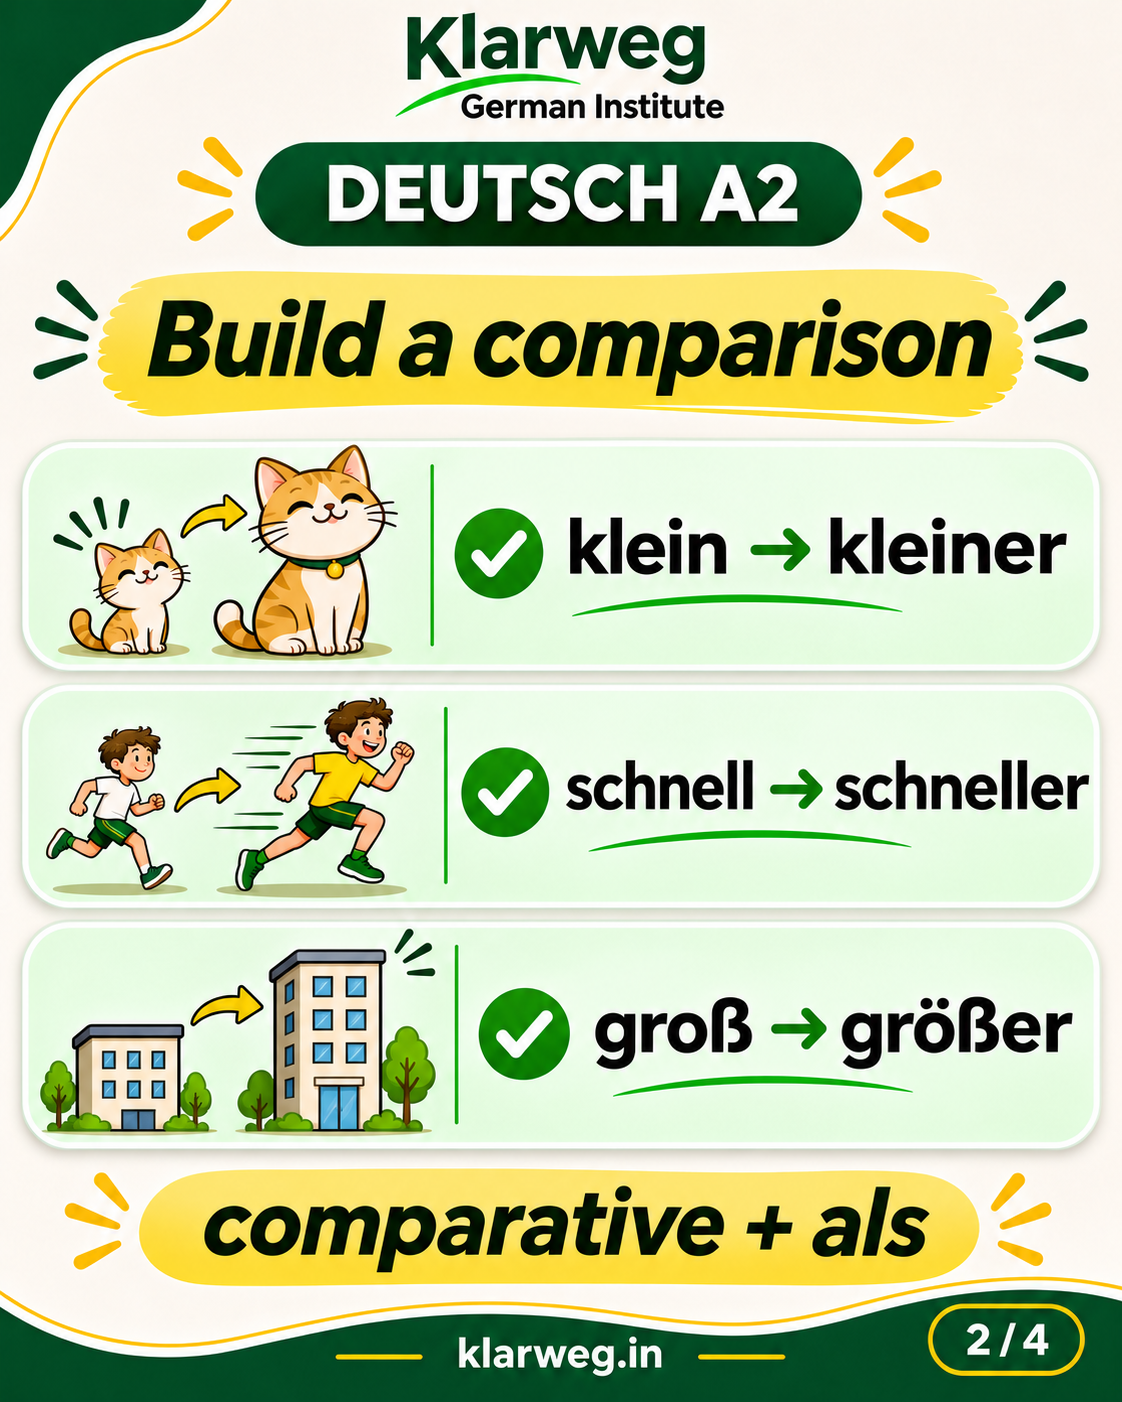 Klarweg
German Institute
DEUTSCH A2
Build a comparison
klein → kleiner
schnell → schneller
groß → größer
comparative + als
klarweg.in
2 / 4